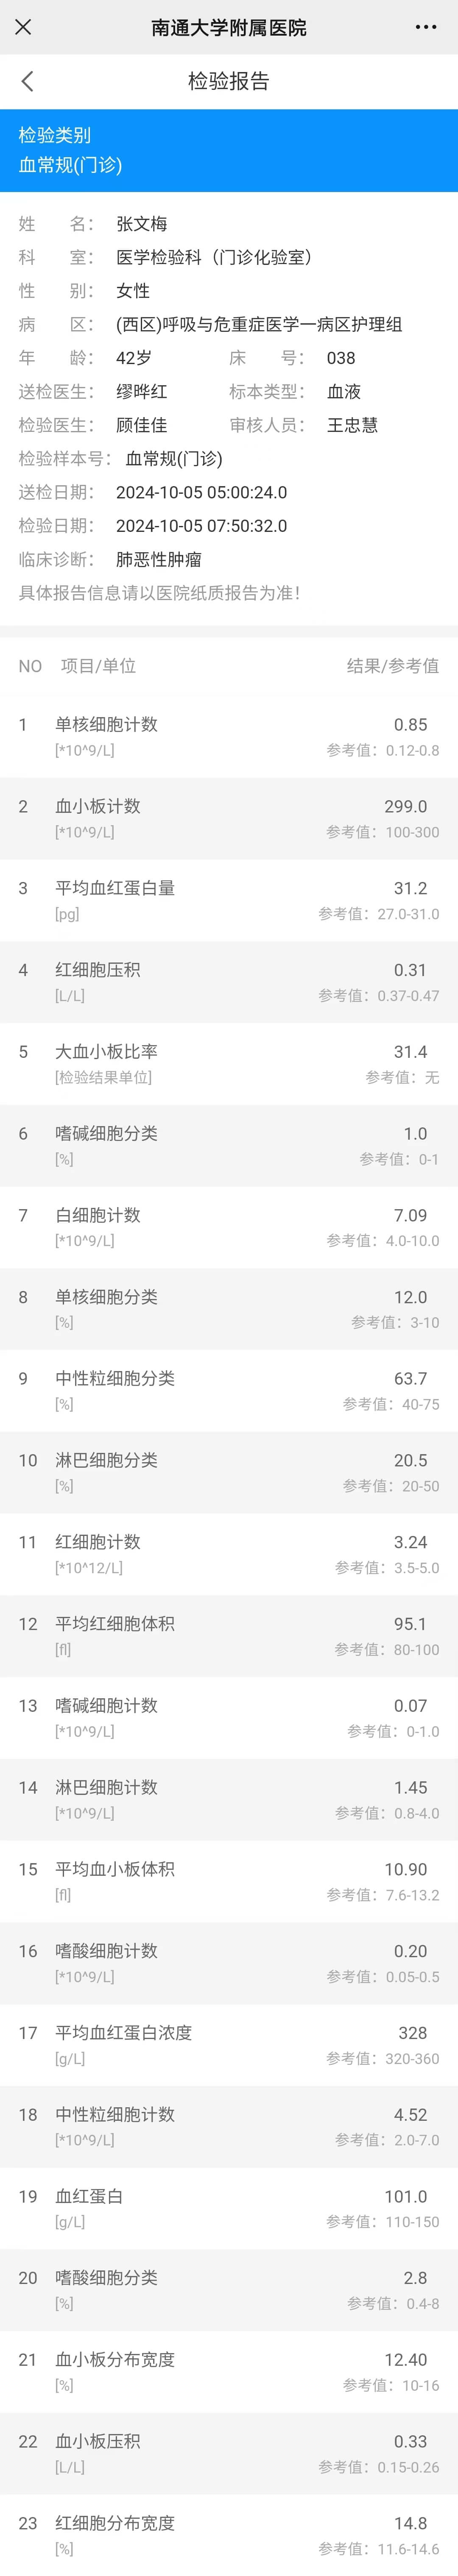 南通大学附属医院
检验报告
检验类别
血常规(门诊)
姓 名： 张文梅
科 室： 医学检验科（门诊化验室）
性 别： 女性
病 区： (西区)呼吸与危重症医学一病区护理组
年 龄： 42岁 床 号： 038
送检医生： 缪晔红 标本类型： 血液
检验医生： 顾佳佳 审核人员： 王忠慧
检验样本号： 血常规(门诊)
送检日期： 2024-10-05 05:00:24.0
检验日期： 2024-10-05 07:50:32.0
临床诊断： 肺恶性肿瘤
具体报告信息请以医院纸质报告为准！
NO 项目/单位 结果/参考值
1 单核细胞计数 0.85
[*10^9/L] 参考值：0.12-0.8
2 血小板计数 299.0
[*10^9/L] 参考值：100-300
3 平均血红蛋白量 31.2
[pg] 参考值：27.0-31.0
4 红细胞压积 0.31
[L/L] 参考值：0.37-0.47
5 大血小板比率 31.4
[检验结果单位] 参考值：无
6 嗜碱细胞分类 1.0
[%] 参考值：0-1
7 白细胞计数 7.09
[*10^9/L] 参考值：4.0-10.0
8 单核细胞分类 12.0
[%] 参考值：3-10
9 中性粒细胞分类 63.7
[%] 参考值：40-75
10 淋巴细胞分类 20.5
[%] 参考值：20-50
11 红细胞计数 3.24
[*10^12/L] 参考值：3.5-5.0
12 平均红细胞体积 95.1
[fl] 参考值：80-100
13 嗜碱细胞计数 0.07
[*10^9/L] 参考值：0-1.0
14 淋巴细胞计数 1.45
[*10^9/L] 参考值：0.8-4.0
15 平均血小板体积 10.90
[fl] 参考值：7.6-13.2
16 嗜酸细胞计数 0.20
[*10^9/L] 参考值：0.05-0.5
17 平均血红蛋白浓度 328
[g/L] 参考值：320-360
18 中性粒细胞计数 4.52
[*10^9/L] 参考值：2.0-7.0
19 血红蛋白 101.0
[g/L] 参考值：110-150
20 嗜酸细胞分类 2.8
[%] 参考值：0.4-8
21 血小板分布宽度 12.40
[%] 参考值：10-16
22 血小板压积 0.33
[L/L] 参考值：0.15-0.26
23 红细胞分布宽度 14.8
[%] 参考值：11.6-14.6